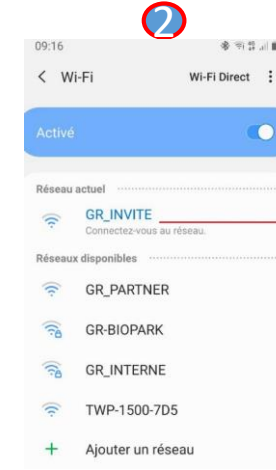 2
09:16
Wi-Fi Wi-Fi Direct
Activé
Réseau actuel
GR_INVITE
Connectez-vous au réseau.
Réseaux disponibles
GR_PARTNER
GR-BIOPARK
GR_INTERNE
TWP-1500-7D5
Ajouter un réseau